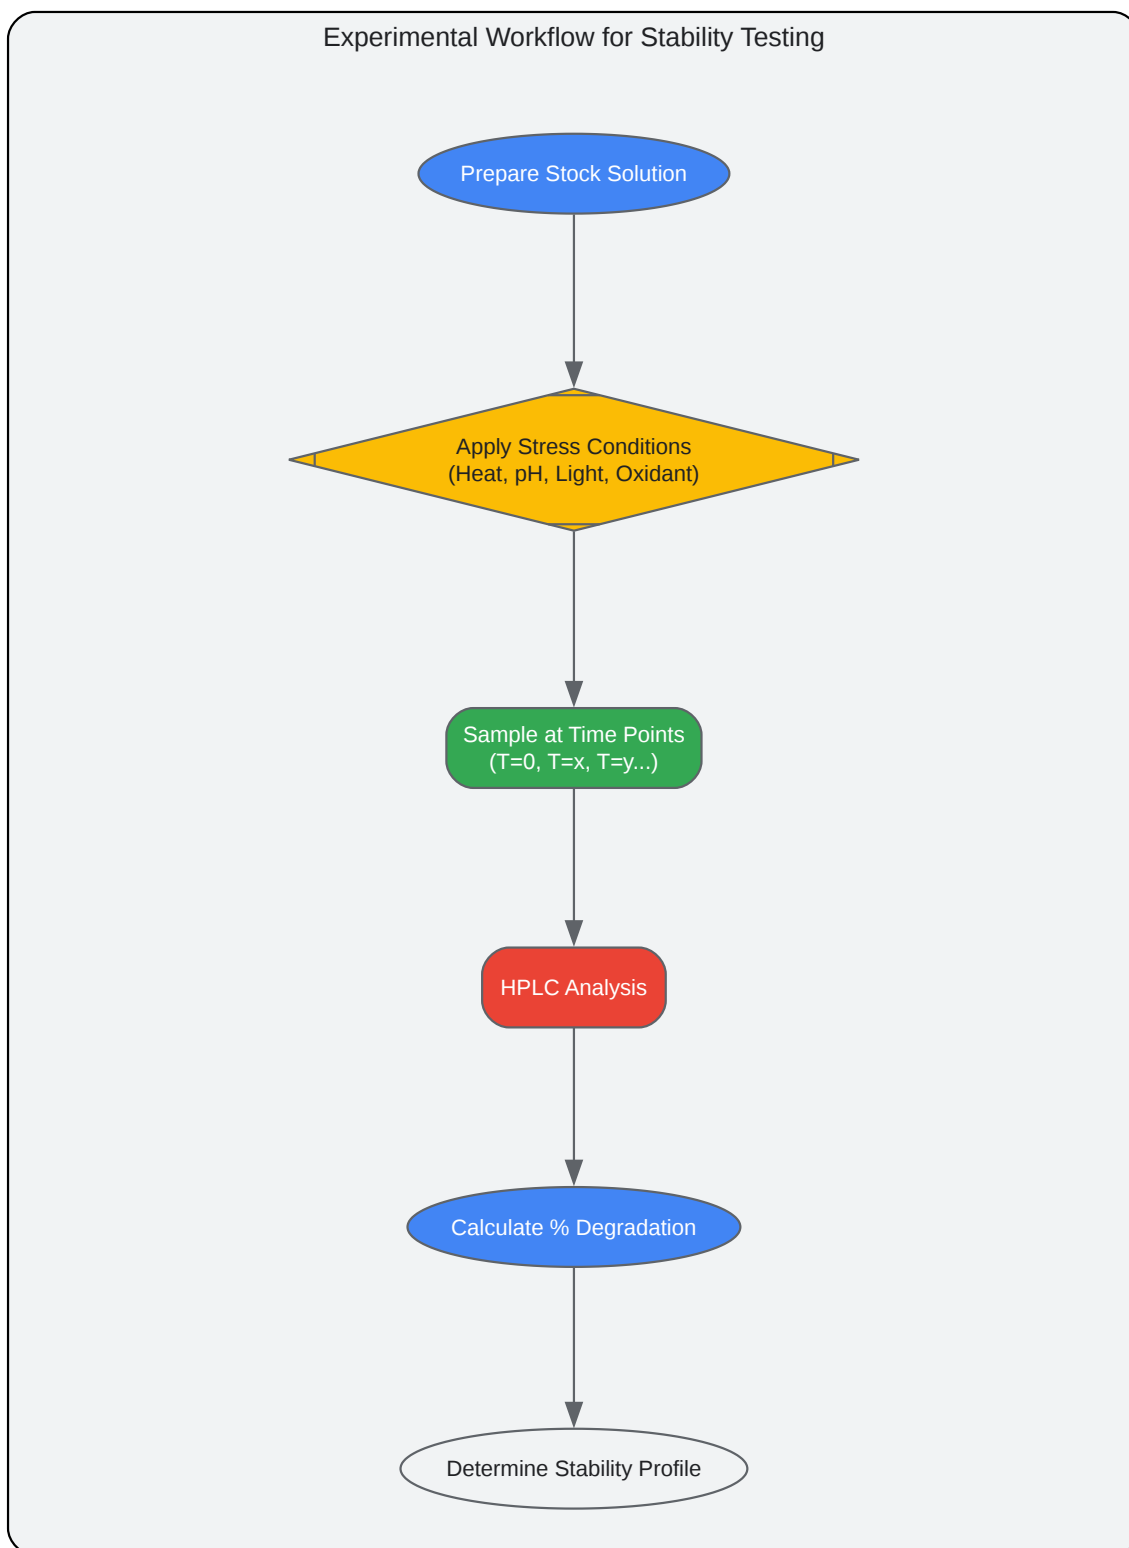 Experimental Workflow for Stability Testing
Prepare Stock Solution
Apply Stress Conditions
(Heat, pH, Light, Oxidant)
Sample at Time Points
(T=0, T=x, T=y...)
HPLC Analysis
Calculate % Degradation
Determine Stability Profile